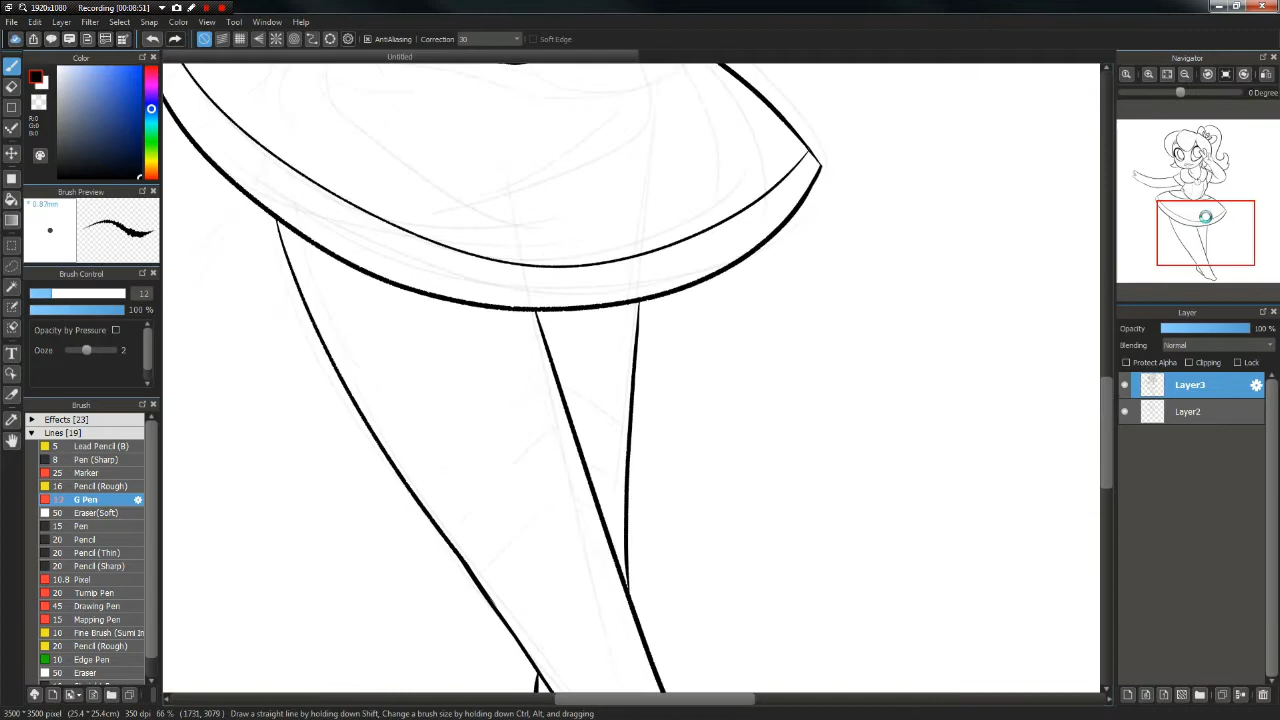 1920x1080 Recording [00:08:51]
File Edit Layer Filter Select Snap Color View Tool Window Help
AntiAliasing Correction 30 Soft Edge
Color Untitled Navigator
0 Degree
R:0
G:0
B:0
Brush Preview
* 0.87mm
Brush Control
12
100 %
Opacity by Pressure
Ooze 2
Layer
Opacity 100 %
Blending Normal
Protect Alpha Clipping Lock
Layer3
Layer2
Brush
Effects [23]
Lines [19]
5 Lead Pencil (B)
8 Pen (Sharp)
25 Marker
16 Pencil (Rough)
12 G Pen
50 Eraser(Soft)
15 Pen
20 Pencil
20 Pencil (Thin)
20 Pencil (Sharp)
10.8 Pixel
20 Turnip Pen
45 Drawing Pen
15 Mapping Pen
10 Fine Brush (Sumi In
20 Pencil (Rough)
10 Edge Pen
50 Eraser
3500 * 3500 pixel (25.4 * 25.4cm) 350 dpi 66 % (1731, 3079) Draw a straight line by holding down Shift, Change a brush size by holding down Ctrl, Alt, and dragging